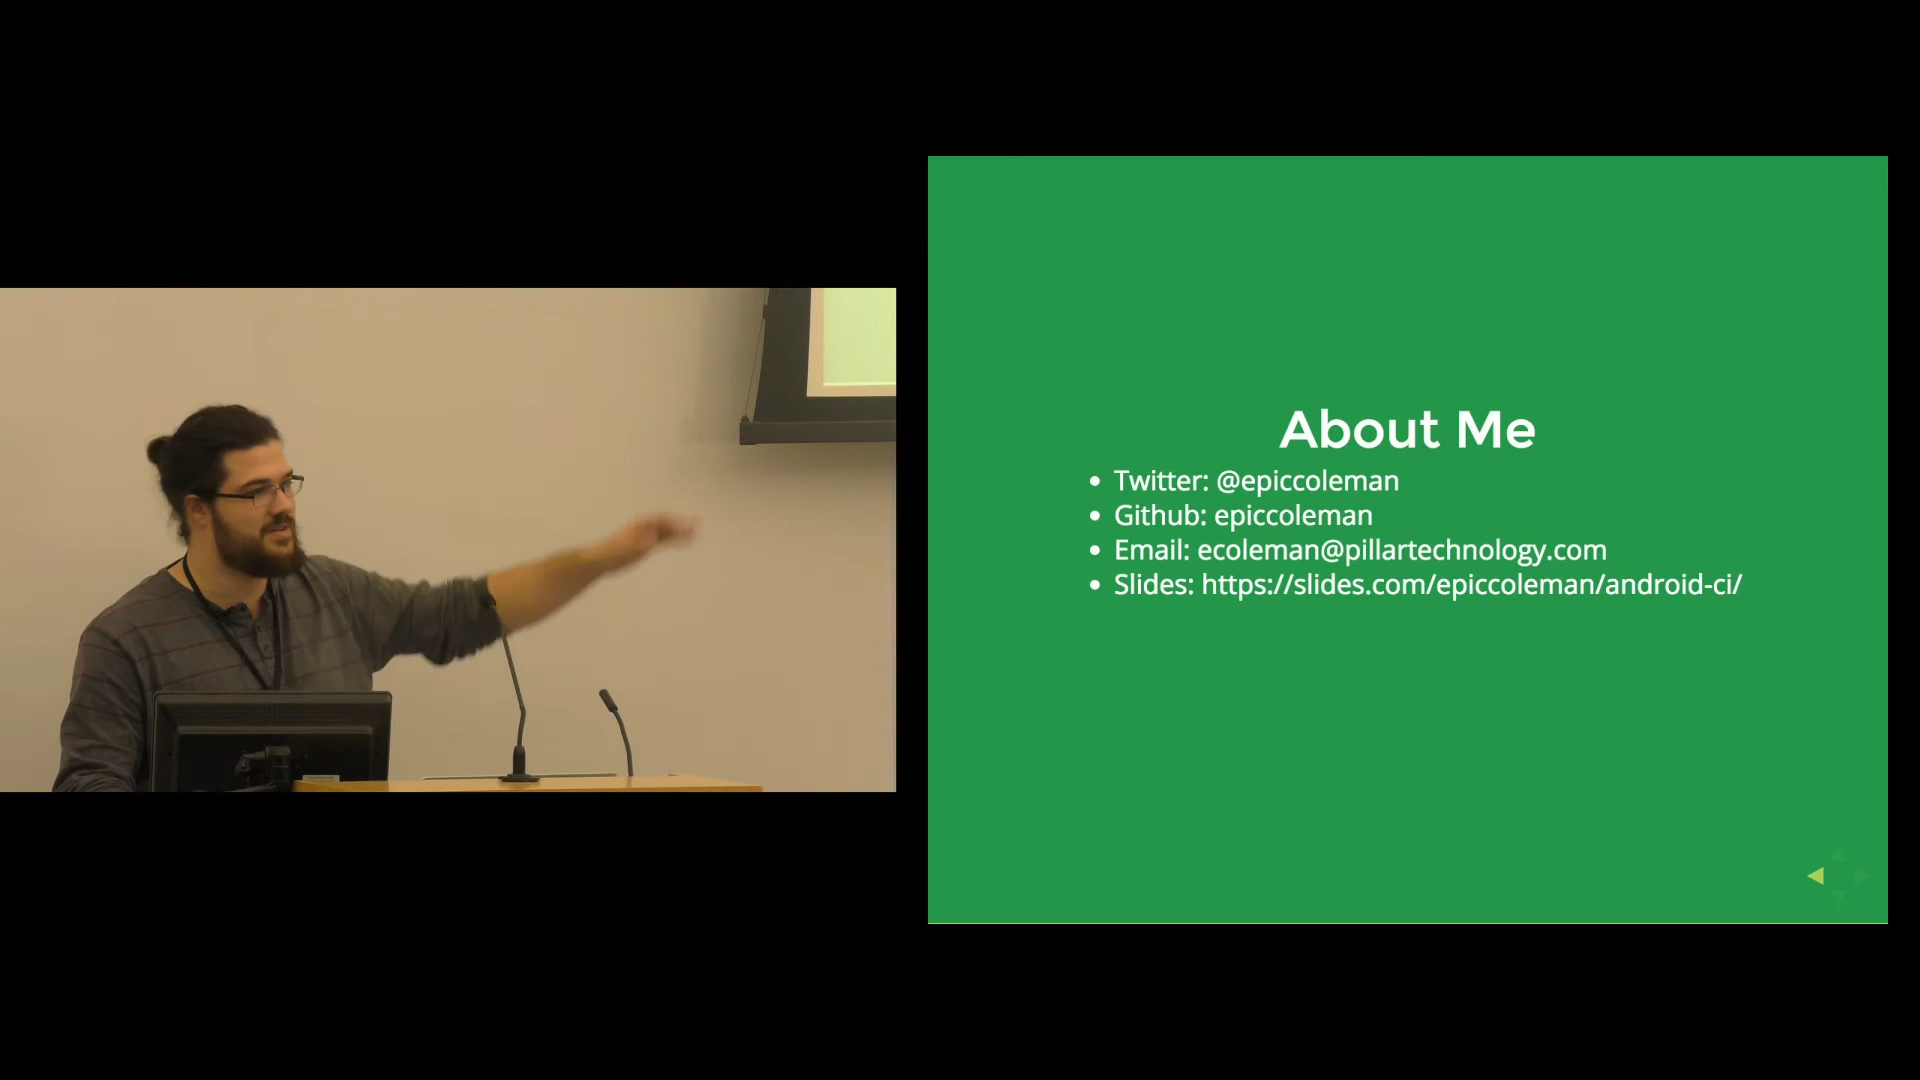 About Me
Twitter: @epiccoleman
Github: epiccoleman
Email: ecoleman@pillartechnology.com
Slides: https://slides.com/epiccoleman/android-ci/